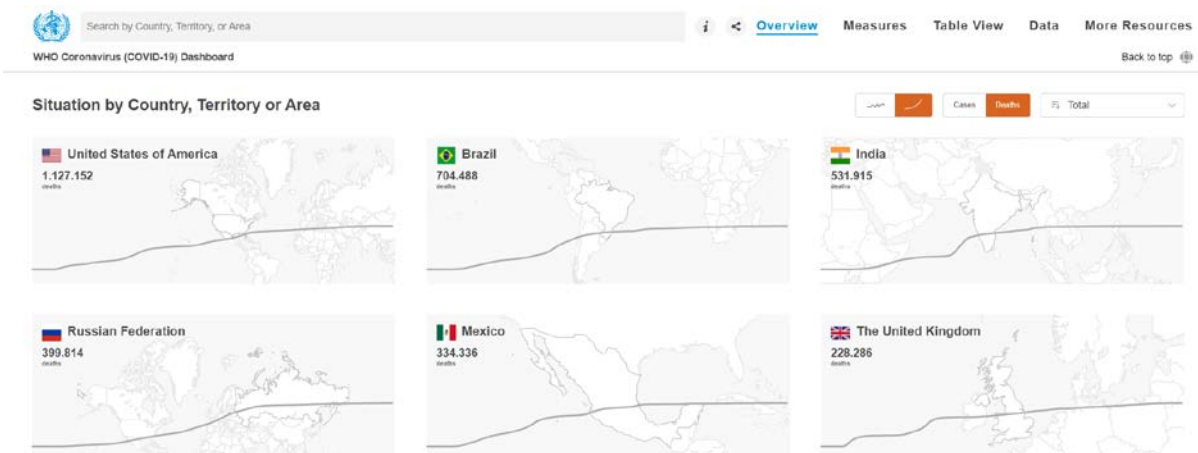 Search by Country, Territory, or Area
i Overview Measures Table View Data More Resources
WHO Coronavirus (COVID-19) Dashboard
Back to top
Situation by Country, Territory or Area
Cases Deaths Total
United States of America
1.127.152
deaths
Brazil
704.488
deaths
India
531.915
deaths
Russian Federation
399.814
deaths
Mexico
334.336
deaths
The United Kingdom
228.286
deaths